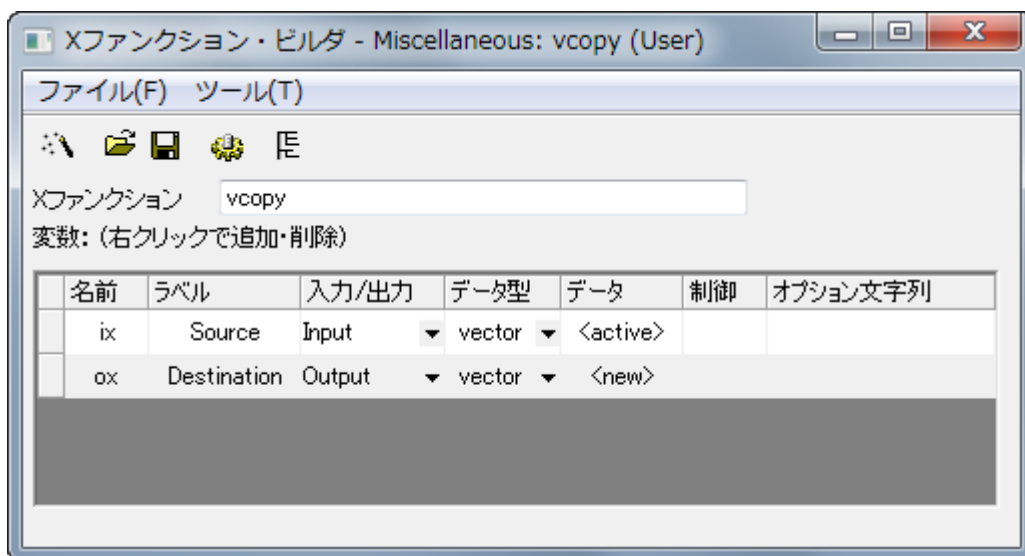 Xファンクション・ビルダ - Miscellaneous: vcopy (User)
ファイル(F) ツール(T)
Xファンクション vcopy
変数: (右クリックで追加・削除)
名前 ラベル 入力/出力 データ型 データ 制御 オプション文字列
ix Source Input vector <active>
ox Destination Output vector <new>